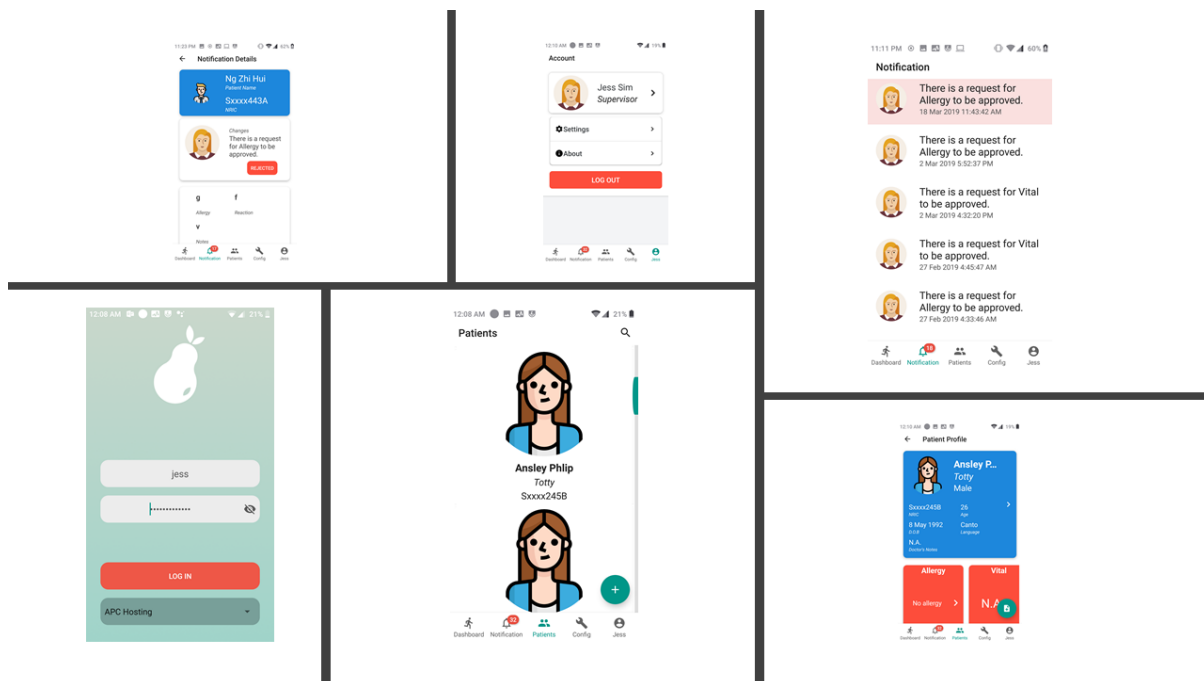 11:23 PM 62%
Notification Details
Ng Zhi Hui
Patient Name
Sxxxx443A
NRIC
Changes
There is a request
for Allergy to be
approved.
REJECTED
g f
Allergy Reaction
v
Notes
17
Dashboard Notification Patients Config Jess
12:10 AM 19%
Account
Jess Sim
Supervisor
Settings
About
LOG OUT
Dashboard Notification Patients Config Jess
11:11 PM 60%
Notification
There is a request for
Allergy to be approved.
18 Mar 2019 11:43:42 AM
There is a request for
Allergy to be approved.
2 Mar 2019 5:52:37 PM
There is a request for Vital
to be approved.
2 Mar 2019 4:32:20 PM
There is a request for Vital
to be approved.
27 Feb 2019 4:45:47 AM
There is a request for
Allergy to be approved.
27 Feb 2019 4:33:46 AM
18
Dashboard Notification Patients Config Jess
12:08 AM 21%
jess
LOG IN
APC Hosting
12:08 AM 21%
Patients
Ansley Phlip
Totty
Sxxxx245B
32
Dashboard Notification Patients Config Jess
12:10 AM 19%
Patient Profile
Ansley P...
Totty
Male
Sxxxx245B 26
NRIC Age
8 May 1992 Canto
D.O.B Language
N.A.
Doctor's Notes
Allergy Vital
No allergy N.A
Dashboard Notification Patients Config Jess